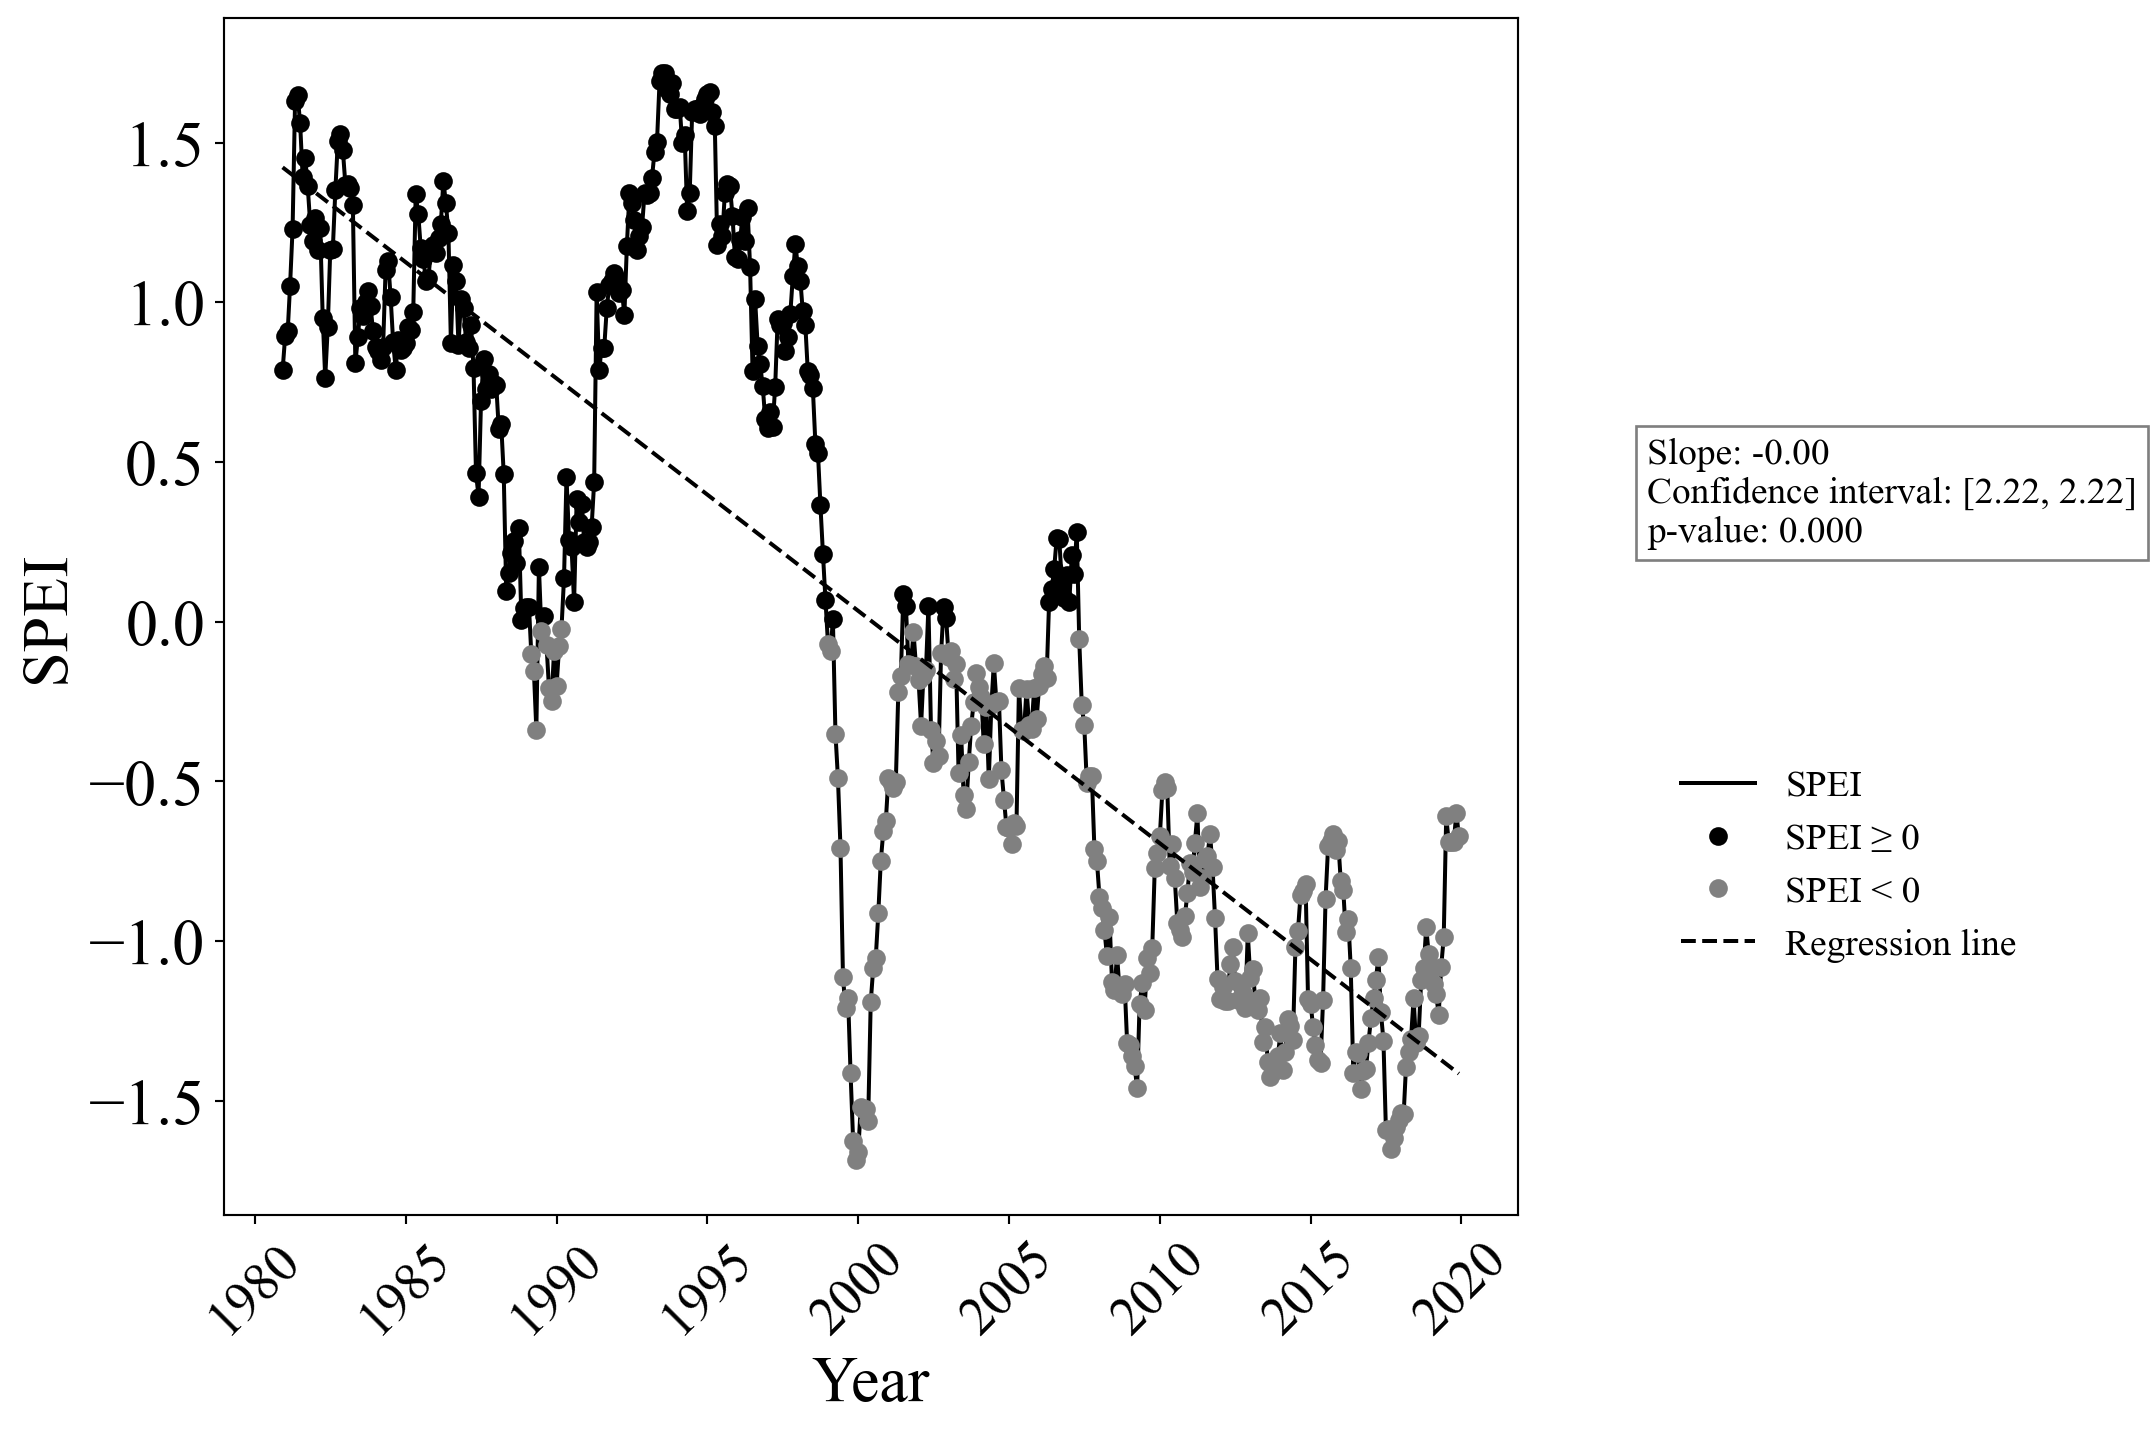 1.5
1.0
0.5
0.0
−0.5
−1.0
−1.5
SPEI
1980
1985
1990
1995
2000
2005
2010
2015
2020
Year
Slope: -0.00
Confidence interval: [2.22, 2.22]
p-value: 0.000
SPEI
SPEI ≥ 0
SPEI < 0
Regression line